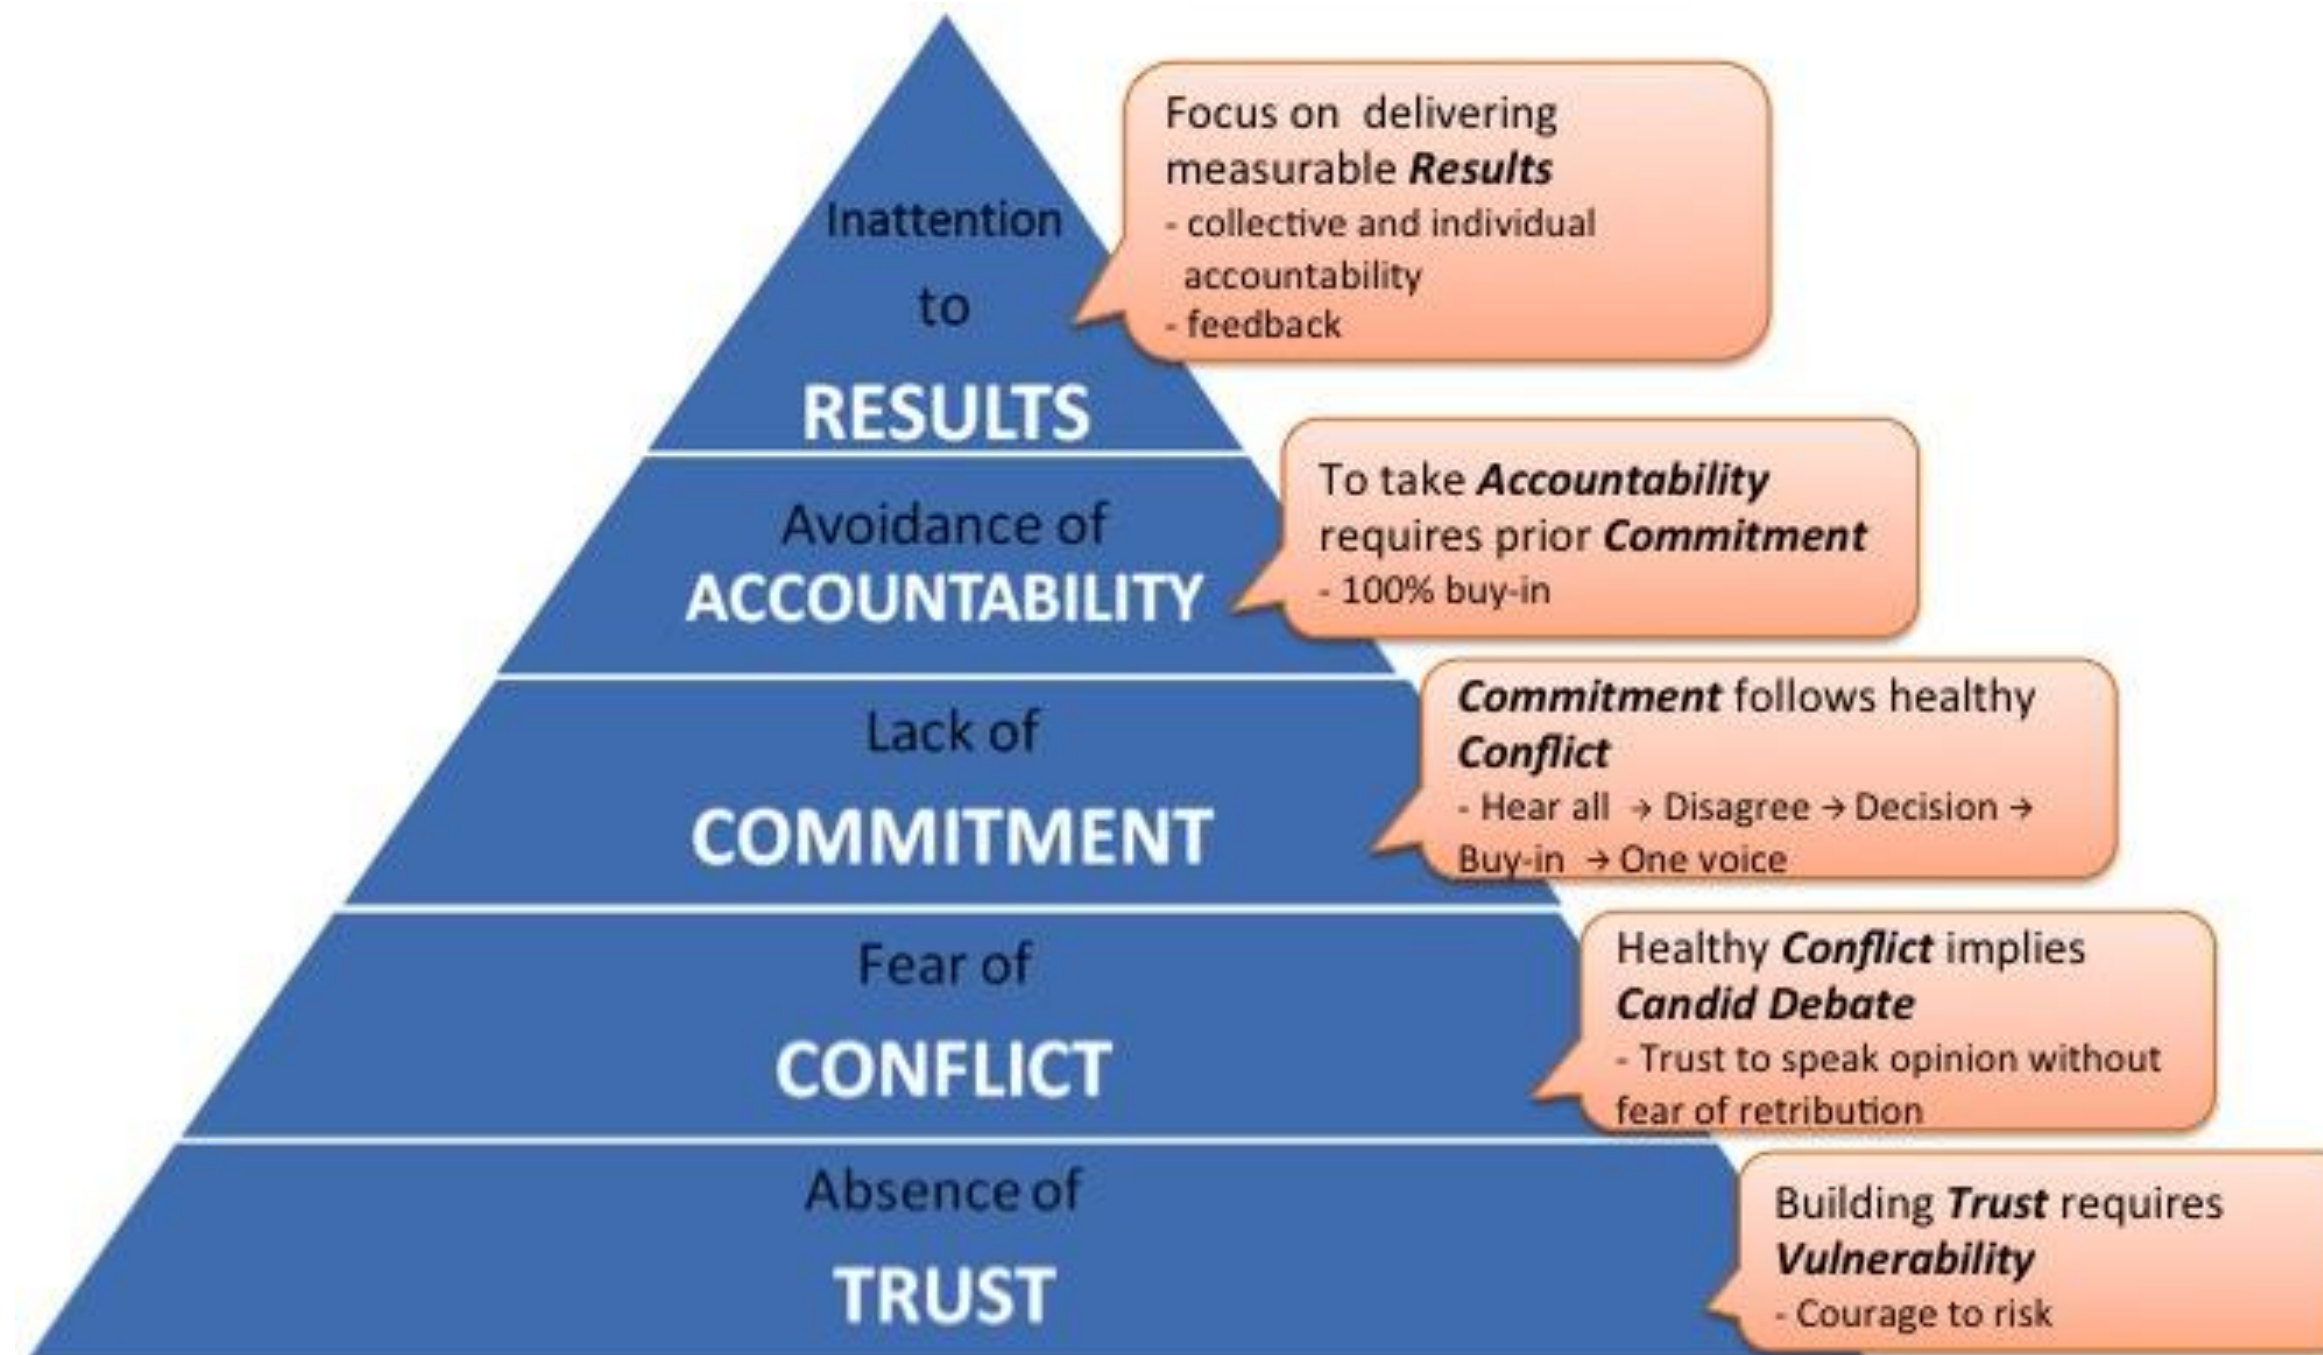 Inattention
to
RESULTS
Focus on delivering
measurable Results
- collective and individual
accountability
- feedback
Avoidance of
ACCOUNTABILITY
To take Accountability
requires prior Commitment
- 100% buy-in
Lack of
COMMITMENT
Commitment follows healthy
Conflict
- Hear all → Disagree → Decision →
Buy-in → One voice
Fear of
CONFLICT
Healthy Conflict implies
Candid Debate
- Trust to speak opinion without
fear of retribution
Absence of
TRUST
Building Trust requires
Vulnerability
- Courage to risk